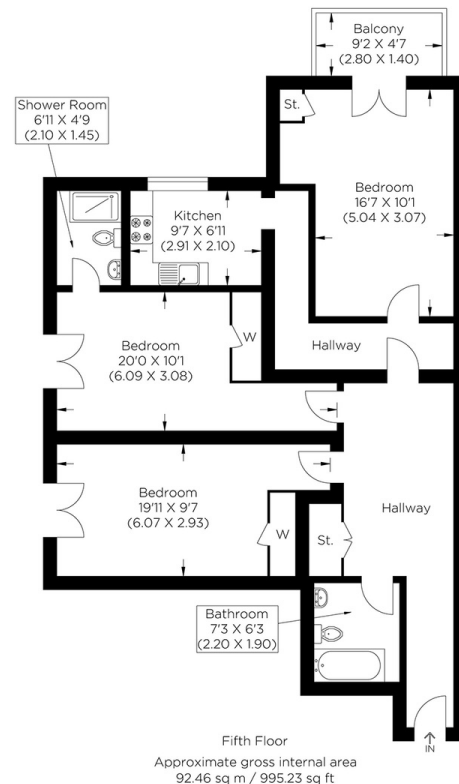 Balcony
9'2 X 4'7
(2.80 X 1.40)
St.
Shower Room
6'11 X 4'9
(2.10 X 1.45)
Kitchen
9'7 X 6'11
(2.91 X 2.10)
Bedroom
16'7 X 10'1
(5.04 X 3.07)
Hallway
Bedroom
20'0 X 10'1
(6.09 X 3.08)
W
Bedroom
19'11 X 9'7
(6.07 X 2.93)
W
St.
Hallway
Bathroom
7'3 X 6'3
(2.20 X 1.90)
IN
Fifth Floor
Approximate gross internal area
92.46 sq m / 995.23 sq ft